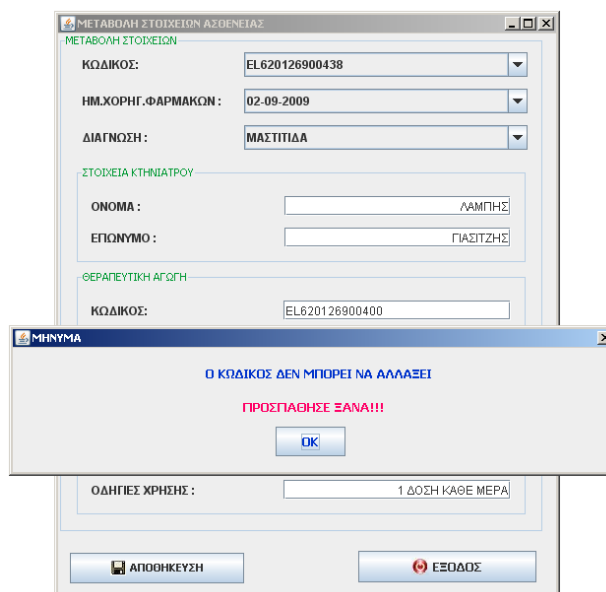 ΜΕΤΑΒΟΛΗ ΣΤΟΙΧΕΙΩΝ ΑΣΘΕΝΕΙΑΣ
ΜΕΤΑΒΟΛΗ ΣΤΟΙΧΕΙΩΝ
ΚΩΔΙΚΟΣ: EL620126900438
ΗΜ.ΧΟΡΗΓ.ΦΑΡΜΑΚΩΝ : 02-09-2009
ΔΙΑΓΝΩΣΗ : ΜΑΣΤΙΤΙΔΑ
ΣΤΟΙΧΕΙΑ ΚΤΗΝΙΑΤΡΟΥ
ΟΝΟΜΑ : ΛΑΜΠΗΣ
ΕΠΩΝΥΜΟ : ΓΙΑΣΙΤΖΗΣ
ΘΕΡΑΠΕΥΤΙΚΗ ΑΓΩΓΗ
ΚΩΔΙΚΟΣ: EL620126900400
ΜΗΝΥΜΑ
Ο ΚΩΔΙΚΟΣ ΔΕΝ ΜΠΟΡΕΙ ΝΑ ΑΛΛΑΞΕΙ
ΠΡΟΣΠΑΘΗΣΕ ΞΑΝΑ!!!
OK
ΟΔΗΓΙΕΣ ΧΡΗΣΗΣ : 1 ΔΟΣΗ ΚΑΘΕ ΜΕΡΑ
ΑΠΟΘΗΚΕΥΣΗ ΕΞΟΔΟΣ